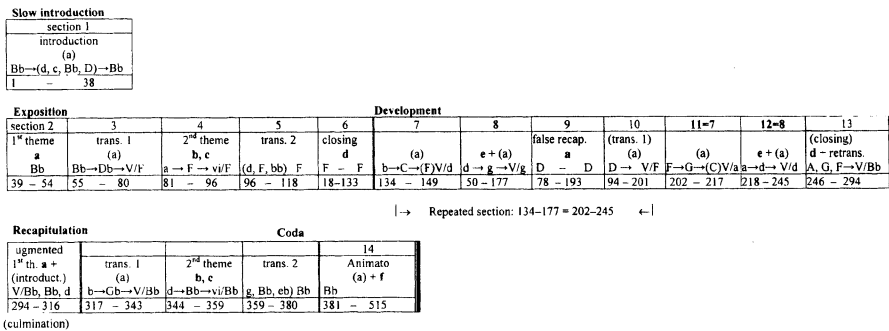 Slow introduction
section 1
introduction
(a)
Bb→(d, c, Bb, D)→Bb
1 – 38
Exposition Development
section 2 3 4 5 6 7 8 9 10 11=7 12=8 13
1st theme trans. 1 2nd theme trans. 2 closing false recap. (trans. 1) (closing)
a (a) b, c d (a) e + (a) a (a) (a) e + (a) d – retrans.
Bb Bb→Db→V/F a → F → vi/F (d, F, bb) F F – F b→C→(F)V/d d → g → V/g D – D D → V/F F→G→(C)V/a a→d→ V/d A, G, F→V/Bb
39 – 54 55 – 80 81 – 96 96 – 118 18–133 134 – 149 50-177 78 –193 94-201 202 – 217 218 – 245 246 – 294
|→ Repeated section: 134–177 = 202–245 ←|
Recapitulation Coda
14
ugmented
1st th. a + trans. 1 2nd theme trans. 2 Animato
(introduct.) (a) b, c (a) + f
V/Bb, Bb, d b→Gb→V/Bb d→Bb→vi/Bb g, Bb, eb) Bb Bb
294 – 316 317 – 343 344 – 359 359 – 380 381 – 515
(culmination)